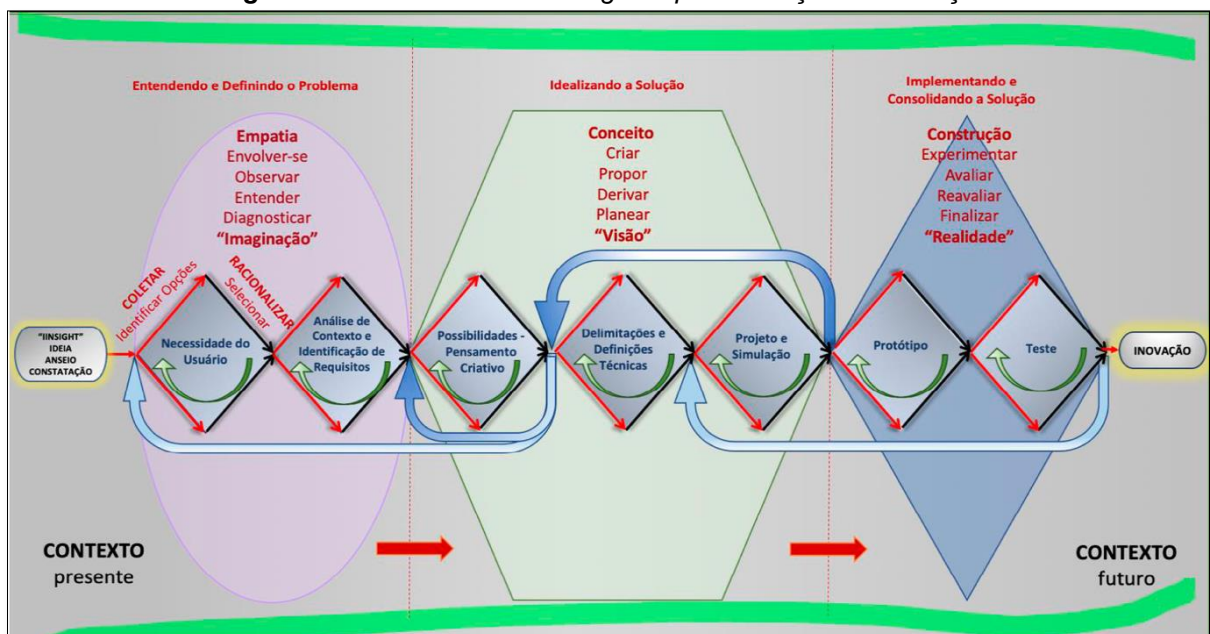 Entendendo e Definindo o Problema
Idealizando a Solução
Implementando e
Consolidando a Solução
Empatia
Envolver-se
Observar
Entender
Diagnosticar
“Imaginação”
Conceito
Criar
Propor
Derivar
Planear
“Visão”
Construção
Experimentar
Avaliar
Reavaliar
Finalizar
“Realidade”
COLETAR
Identificar Opções
RACIONALIZAR
Selecionar
"IINSIGHT"
IDEIA
ANSEIO
CONSTATAÇÃO
Necessidade do
Usuário
Análise de
Contexto e
Identificação de
Requisitos
Possibilidades -
Pensamento
Criativo
Delimitações e
Definições
Técnicas
Projeto e
Simulação
Protótipo
Teste
INOVAÇÃO
CONTEXTO
presente
CONTEXTO
futuro